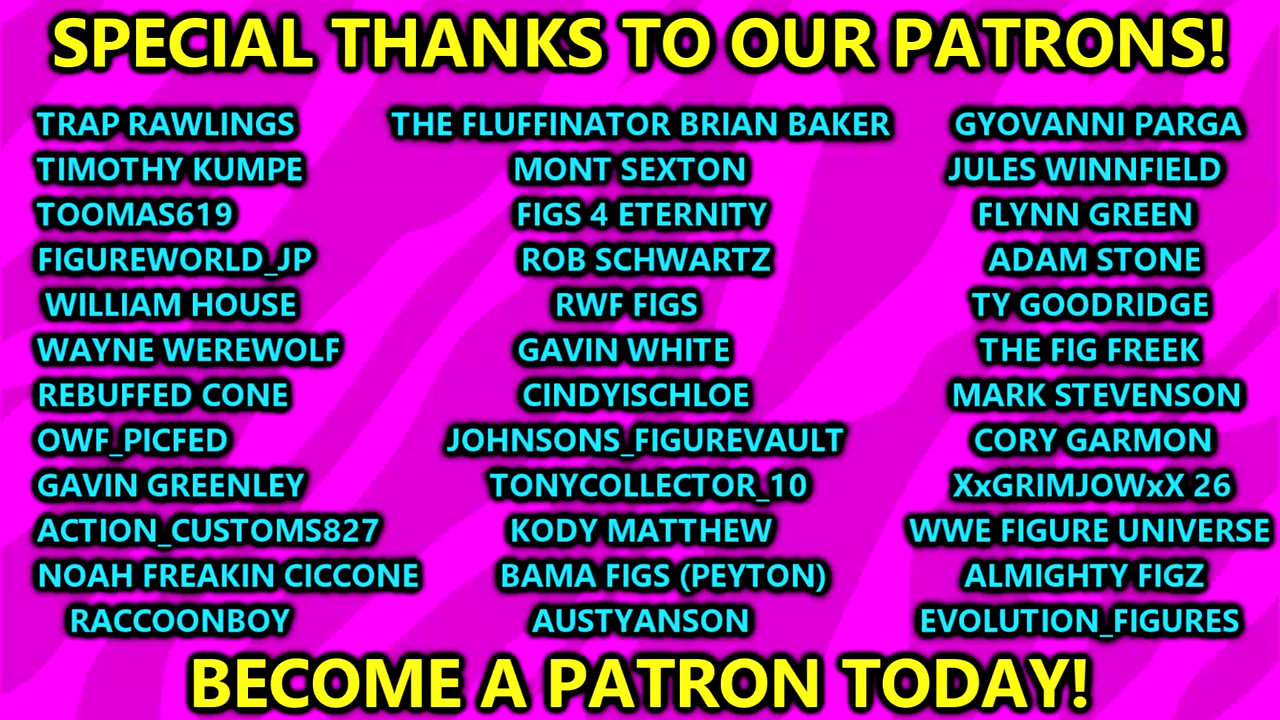 SPECIAL THANKS TO OUR PATRONS!
TRAP RAWLINGS
TIMOTHY KUMPE
TOOMAS619
FIGUREWORLD_JP
WILLIAM HOUSE
WAYNE WEREWOLF
REBUFFED CONE
OWF_PICFED
GAVIN GREENLEY
ACTION_CUSTOMS827
NOAH FREAKIN CICCONE
RACCOONBOY
THE FLUFFINATOR BRIAN BAKER
MONT SEXTON
FIGS 4 ETERNITY
ROB SCHWARTZ
RWF FIGS
GAVIN WHITE
CINDYISCHLOE
JOHNSONS_FIGUREVAULT
TONYCOLLECTOR_10
KODY MATTHEW
BAMA FIGS (PEYTON)
AUSTYANSON
GYOVANNI PARGA
JULES WINNFIELD
FLYNN GREEN
ADAM STONE
TY GOODRIDGE
THE FIG FREEK
MARK STEVENSON
CORY GARMON
XxGRIMJOWxX 26
WWE FIGURE UNIVERSE
ALMIGHTY FIGZ
EVOLUTION_FIGURES
BECOME A PATRON TODAY!